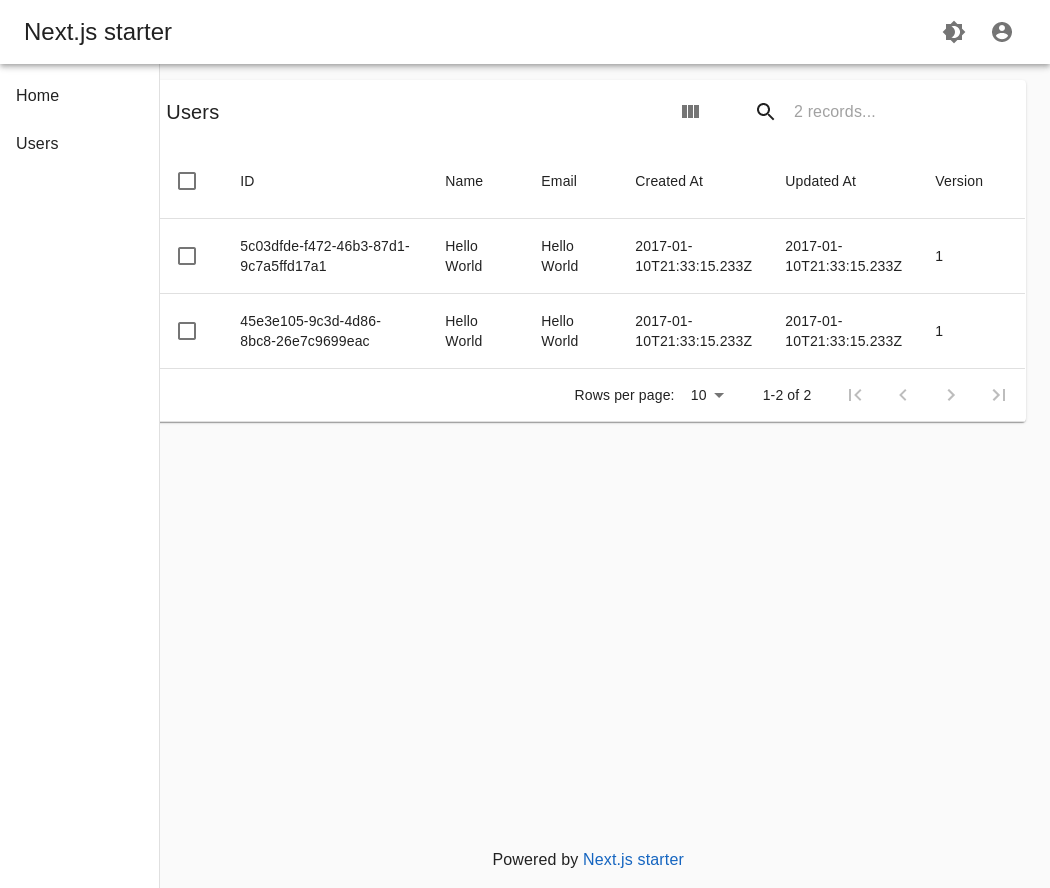 Next.js starter
Home
Users
Users
2 records...
ID Name Email Created At Updated At Version
5c03dfde-f472-46b3-87d1-9c7a5ffd17a1 Hello World Hello World 2017-01-10T21:33:15.233Z 2017-01-10T21:33:15.233Z 1
45e3e105-9c3d-4d86-8bc8-26e7c9699eac Hello World Hello World 2017-01-10T21:33:15.233Z 2017-01-10T21:33:15.233Z 1
Rows per page: 10 1-2 of 2
Powered by Next.js starter